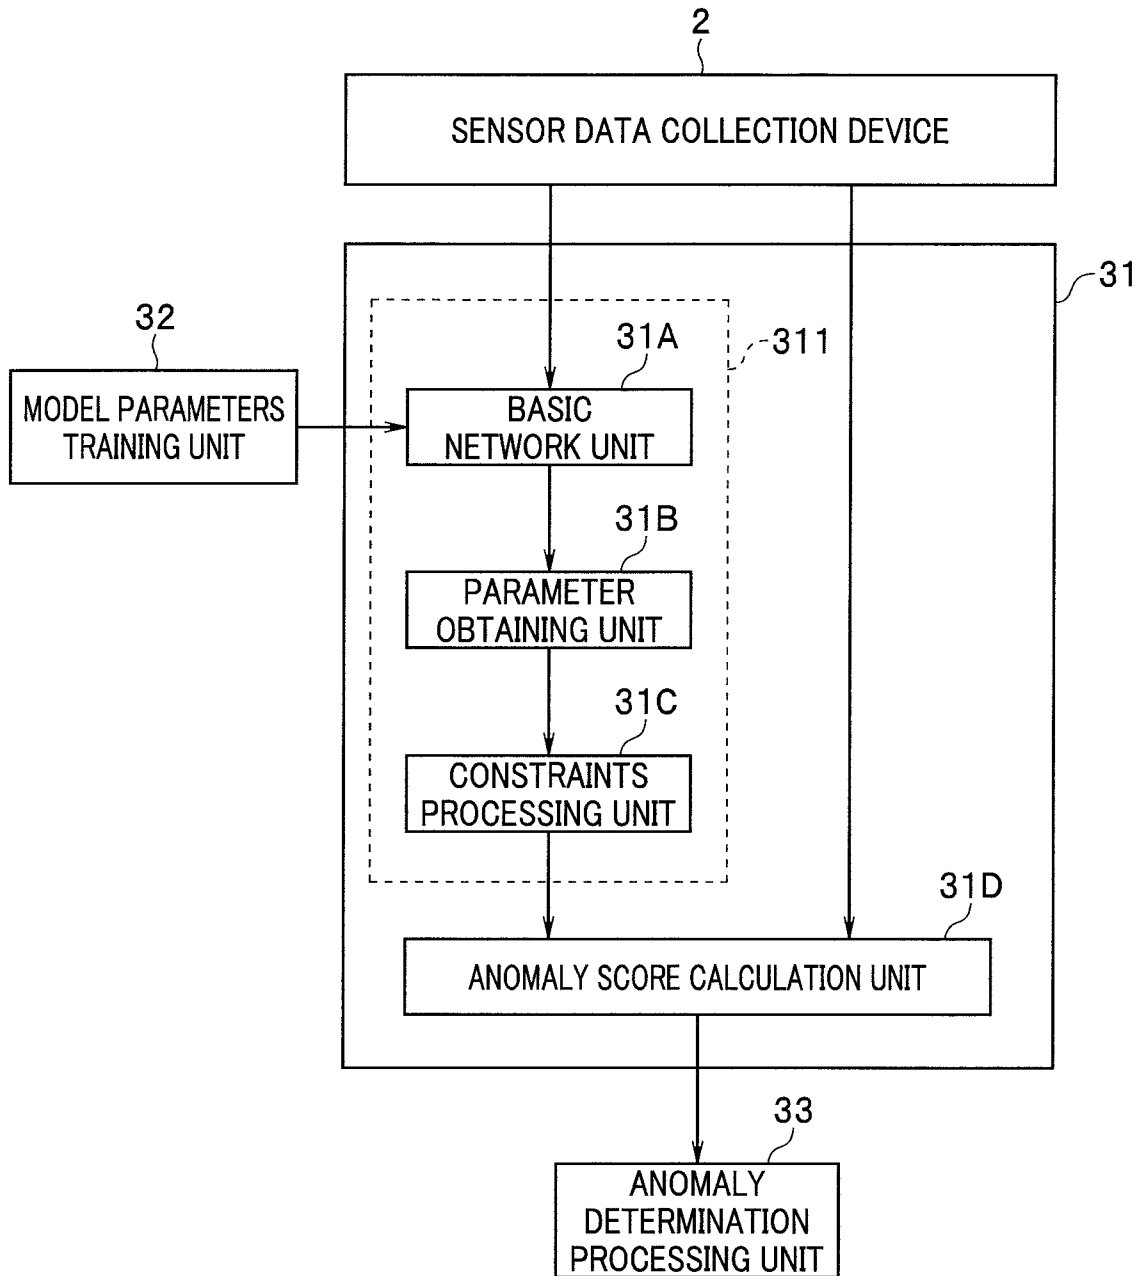 2
SENSOR DATA COLLECTION DEVICE
31
311
32
MODEL PARAMETERS
TRAINING UNIT
31A
BASIC
NETWORK UNIT
31B
PARAMETER
OBTAINING UNIT
31C
CONSTRAINTS
PROCESSING UNIT
31D
ANOMALY SCORE CALCULATION UNIT
33
ANOMALY
DETERMINATION
PROCESSING UNIT